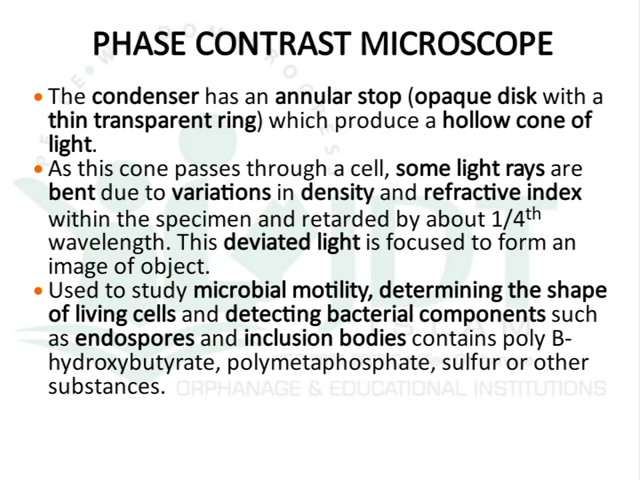 PHASE CONTRAST MICROSCOPE
• The condenser has an annular stop (opaque disk with a
thin transparent ring) which produce a hollow cone of
light.
• As this cone passes through a cell, some light rays are
bent due to variations in density and refractive index
within the specimen and retarded by about 1/4th
wavelength. This deviated light is focused to form an
image of object.
• Used to study microbial motility, determining the shape
of living cells and detecting bacterial components such
as endospores and inclusion bodies contains poly B-
hydroxybutyrate, polymetaphosphate, sulfur or other
substances.
ORPHANAGE & EDUCATIONAL INSTITUTIONS